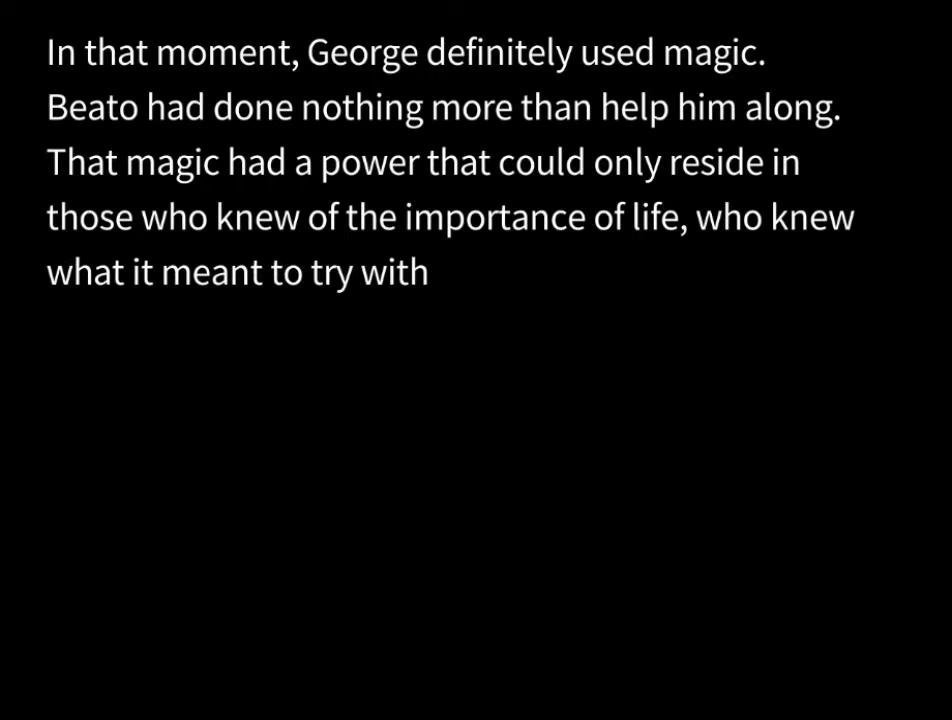 In that moment, George definitely used magic.
Beato had done nothing more than help him along.
That magic had a power that could only reside in
those who knew of the importance of life, who knew
what it meant to try with